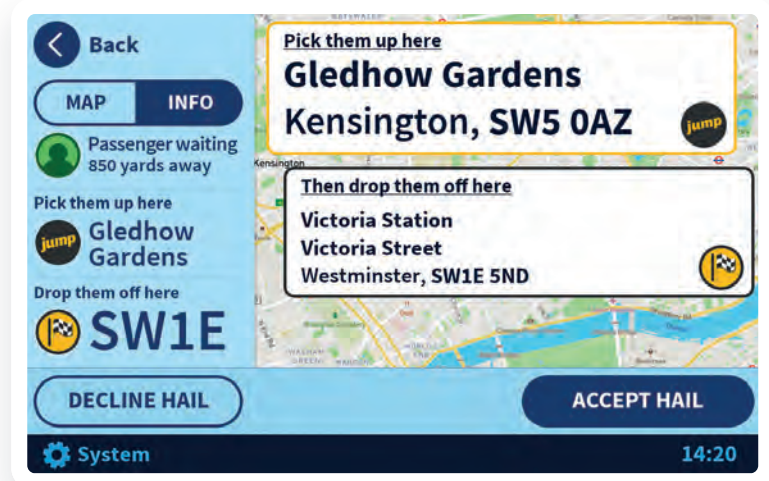 Back
MAP INFO
Passenger waiting
850 yards away
Pick them up here
jump
Gledhow
Gardens
Drop them off here
SW1E
Pick them up here
Gledhow Gardens
Kensington, SW5 0AZ
jump
Kensington
Then drop them off here
Victoria Station
Victoria Street
Westminster, SW1E 5ND
WALHAM
GREEN
DECLINE HAIL
ACCEPT HAIL
System
14:20